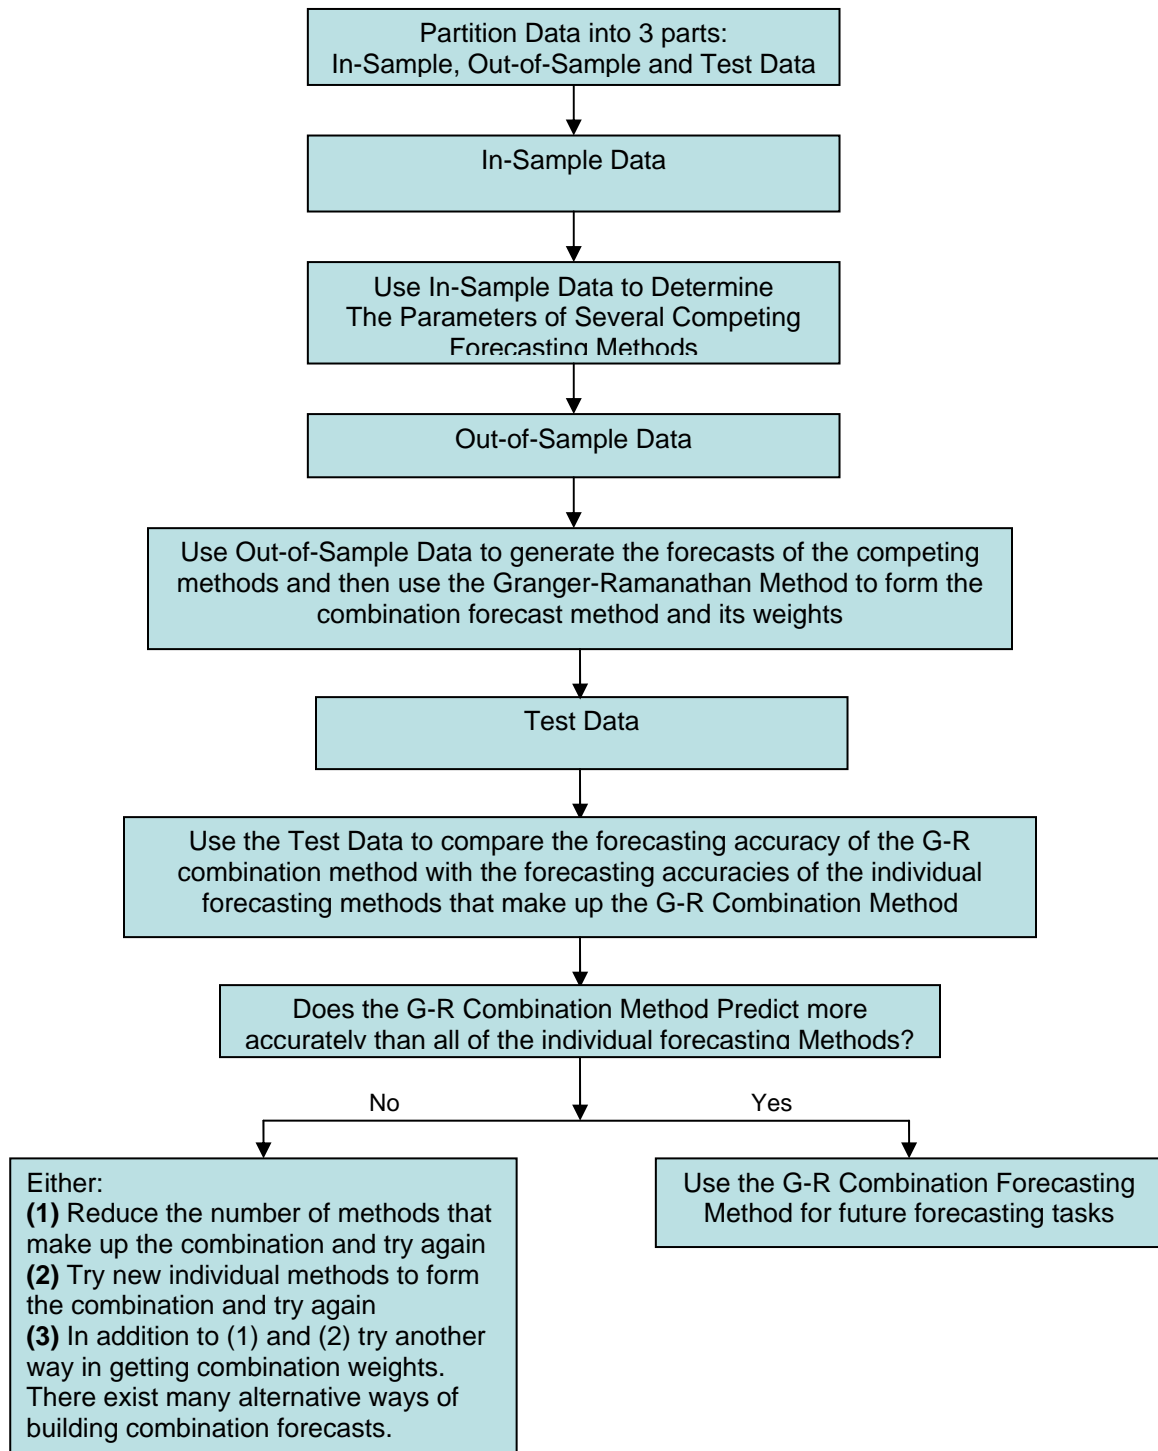 Partition Data into 3 parts:
In-Sample, Out-of-Sample and Test Data
In-Sample Data
Use In-Sample Data to Determine
The Parameters of Several Competing
Forecasting Methods
Out-of-Sample Data
Use Out-of-Sample Data to generate the forecasts of the competing
methods and then use the Granger-Ramanathan Method to form the
combination forecast method and its weights
Test Data
Use the Test Data to compare the forecasting accuracy of the G-R
combination method with the forecasting accuracies of the individual
forecasting methods that make up the G-R Combination Method
Does the G-R Combination Method Predict more
accurately than all of the individual forecasting Methods?
No
Yes
Either:
(1) Reduce the number of methods that
make up the combination and try again
(2) Try new individual methods to form
the combination and try again
(3) In addition to (1) and (2) try another
way in getting combination weights.
There exist many alternative ways of
building combination forecasts.
Use the G-R Combination Forecasting
Method for future forecasting tasks